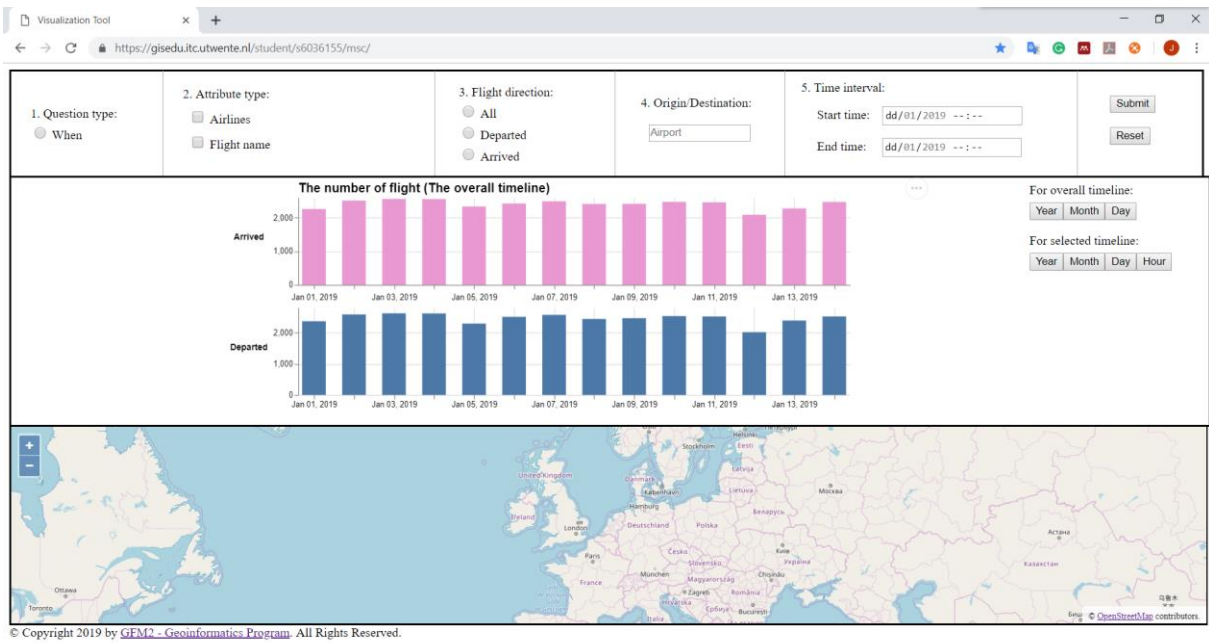 Visualization Tool
https://gisedu.itc.utwente.nl/student/s6036155/msc/
1. Question type:
When
2. Attribute type:
Airlines
Flight name
3. Flight direction:
All
Departed
Arrived
4. Origin/Destination:
Airport
5. Time interval:
Start time: dd/01/2019 --:--
End time: dd/01/2019 --:--
Submit
Reset
The number of flight (The overall timeline)
Arrived
2,000
1,000
0
Jan 01, 2019 Jan 03, 2019 Jan 05, 2019 Jan 07, 2019 Jan 09, 2019 Jan 11, 2019 Jan 13, 2019
Departed
2,000
1,000
0
Jan 01, 2019 Jan 03, 2019 Jan 05, 2019 Jan 07, 2019 Jan 09, 2019 Jan 11, 2019 Jan 13, 2019
For overall timeline:
Year Month Day
For selected timeline:
Year Month Day Hour
+
−
Stockholm
Eesti
Latvija
United Kingdom
Danmark
København
Lietuva
Москва
Hamburg
Беларусь
Ireland
London
Deutschland Polska
Астана
Paris
Česko
Київ
Slovensko
Україна
Казахстан
München
Magyarország
Chișinău
France
Ottawa
Zagreb
România
Hrvatska
Србија
București
Toronto
Italia
© OpenStreetMap contributors.
© Copyright 2019 by GFM2 - Geoinformatics Program. All Rights Reserved.